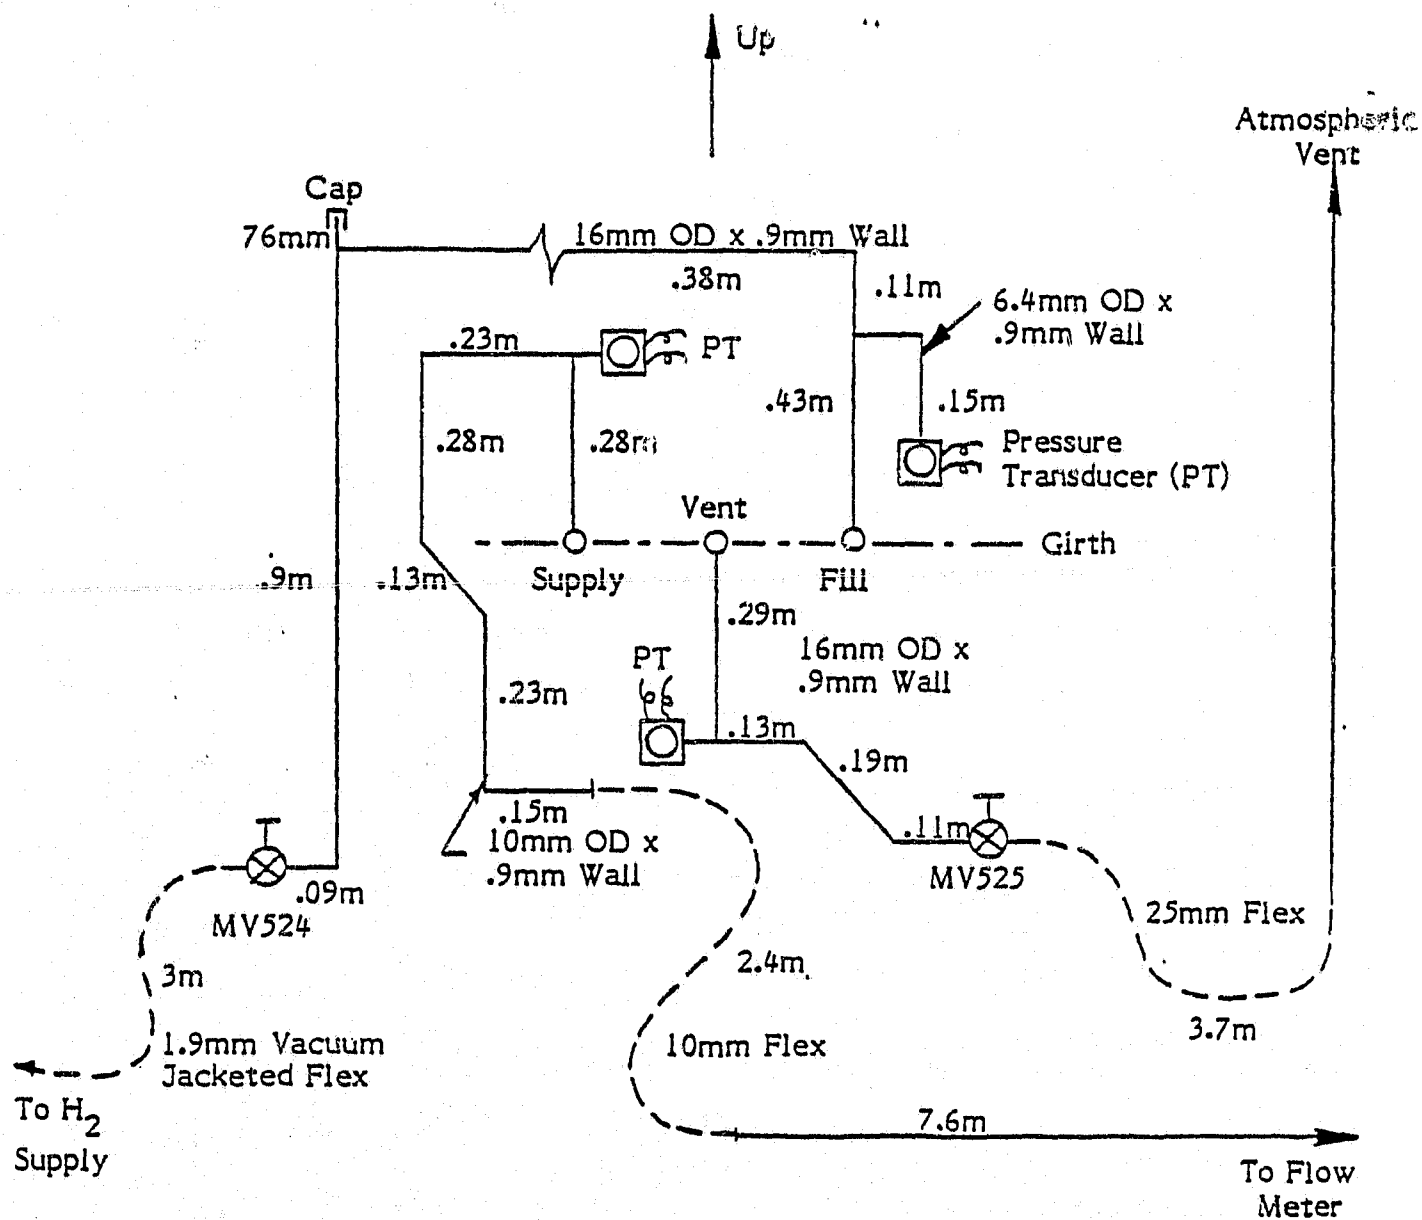 Up
Atmospheric
Vent
Cap
76mm
16mm OD x .9mm Wall
.38m
.11m
6.4mm OD x
.9mm Wall
.23m
PT
.43m
.15m
.28m
.28m
Pressure
Transducer (PT)
Vent
Girth
.9m
.13m
Supply
Fill
.29m
16mm OD x
.9mm Wall
PT
.23m
.13m
.19m
.15m
10mm OD x
.9mm Wall
.11m
MV525
.09m
MV524
25mm Flex
3m
2.4m
3.7m
1.9mm Vacuum
Jacketed Flex
10mm Flex
To H2
Supply
7.6m
To Flow
Meter